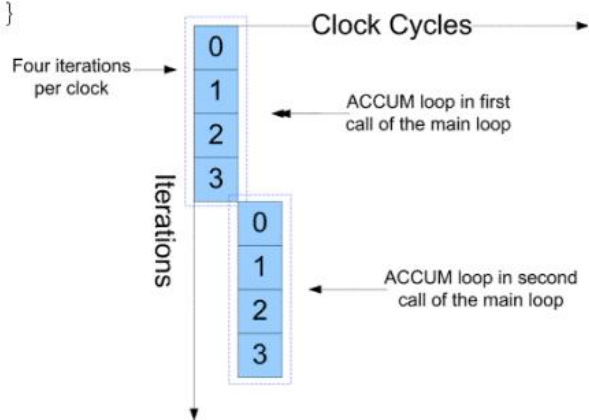 }
Clock Cycles
Four iterations
per clock
0
1
2
3
ACCUM loop in first
call of the main loop
Iterations
0
1
2
3
ACCUM loop in second
call of the main loop